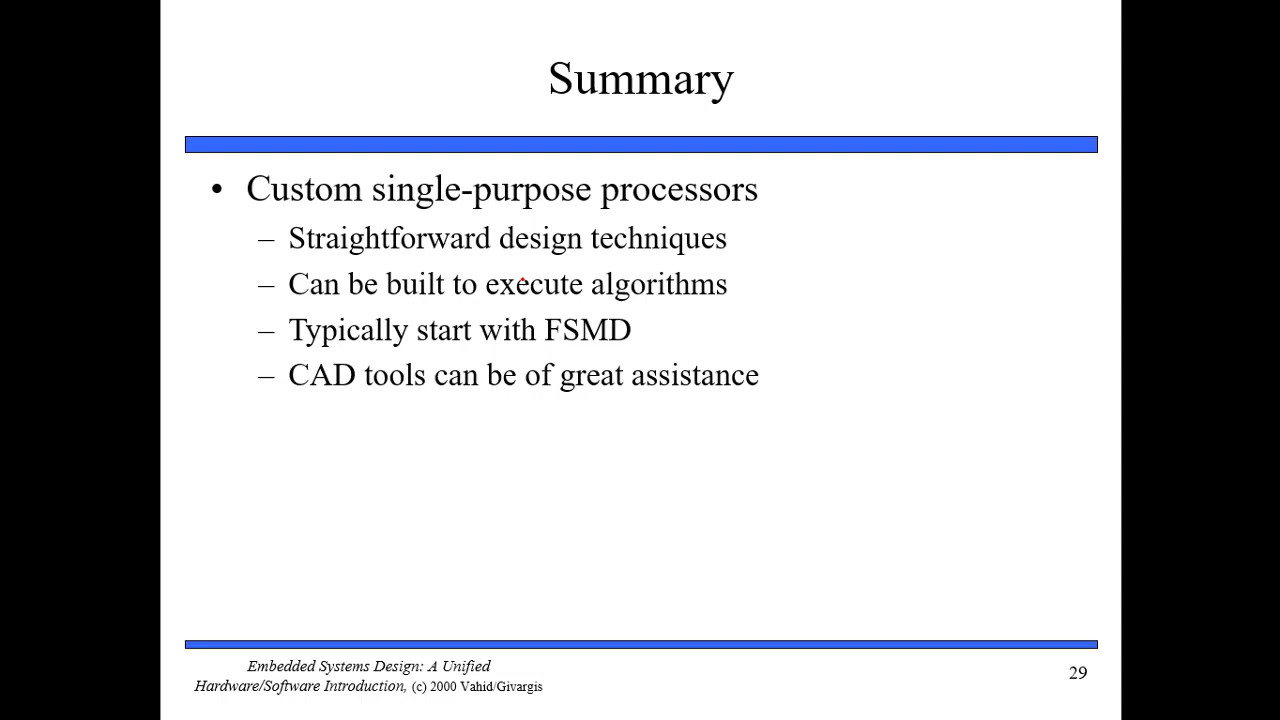 Summary
• Custom single-purpose processors
– Straightforward design techniques
– Can be built to execute algorithms
– Typically start with FSMD
– CAD tools can be of great assistance
Embedded Systems Design: A Unified
Hardware/Software Introduction, (c) 2000 Vahid/Givargis
29